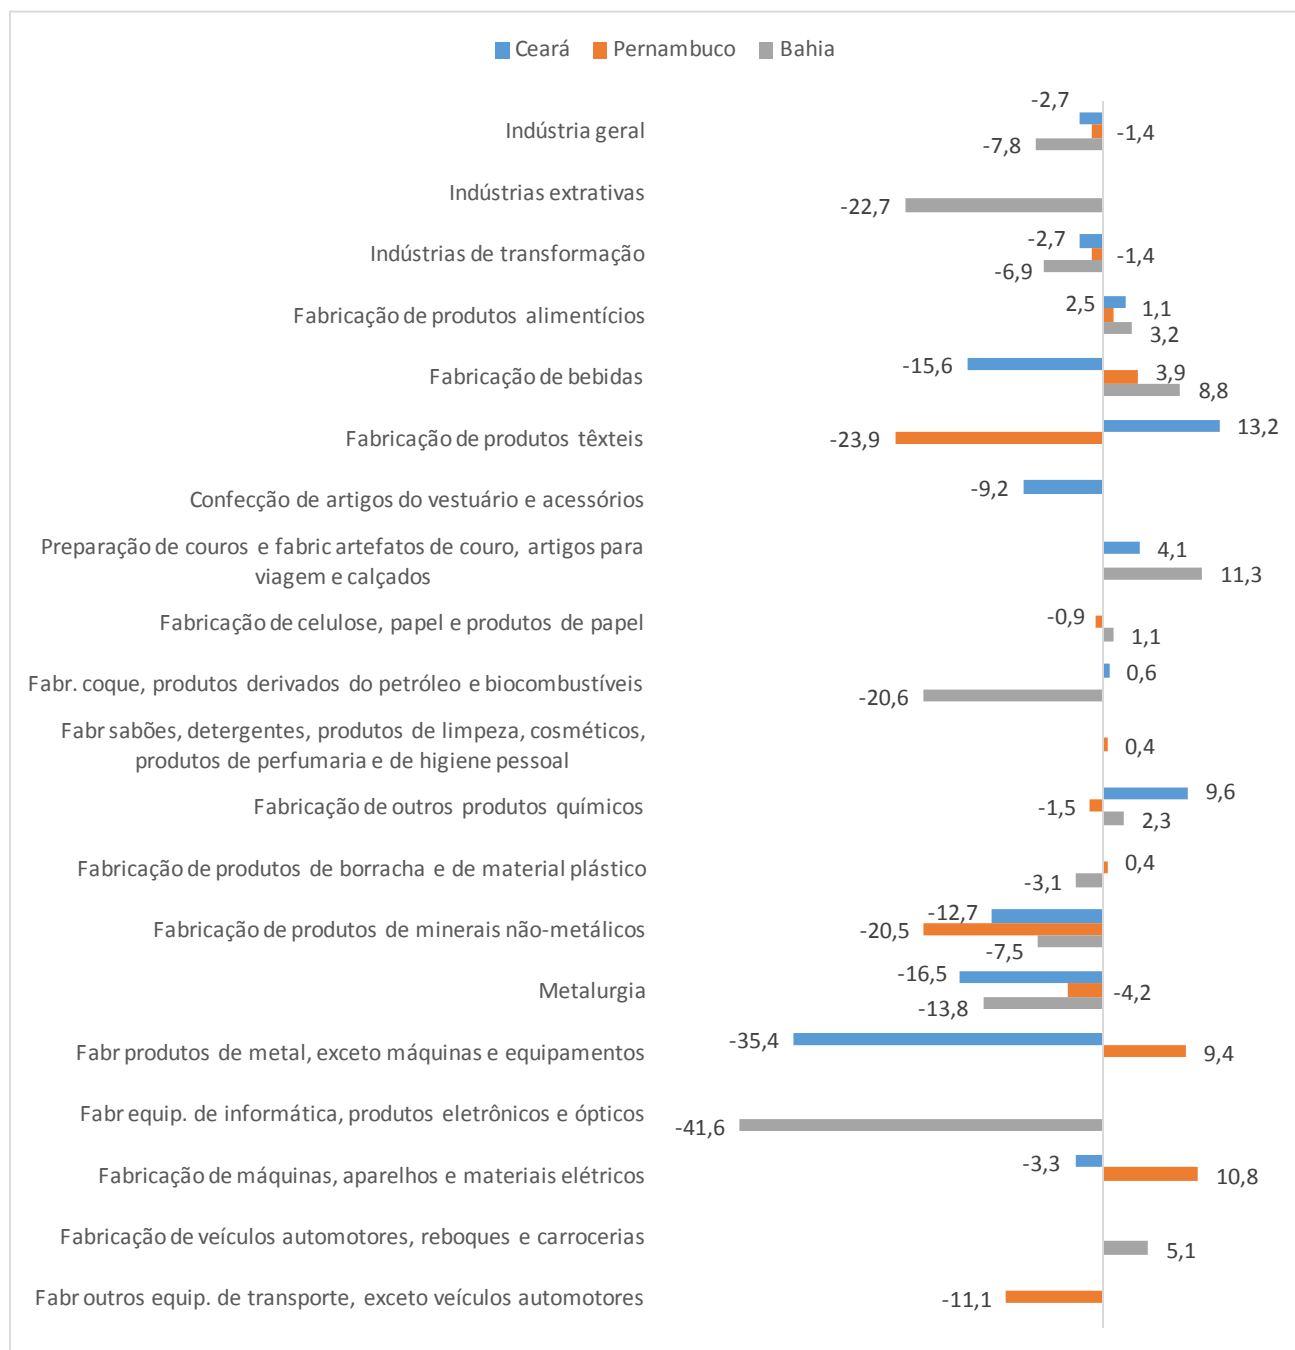 Ceará Pernambuco Bahia
-2,7
Indústria geral
-1,4
-7,8
Indústrias extrativas
-22,7
-2,7
Indústrias de transformação
-1,4
-6,9
2,5
1,1
Fabricação de produtos alimentícios
3,2
-15,6
Fabricação de bebidas
3,9
8,8
13,2
Fabricação de produtos têxteis
-23,9
Confecção de artigos do vestuário e acessórios
-9,2
Preparação de couros e fabric artefatos de couro, artigos para
viagem e calçados
4,1
11,3
Fabricação de celulose, papel e produtos de papel
-0,9
1,1
Fabr. coque, produtos derivados do petróleo e biocombustíveis
0,6
-20,6
Fabr sabões, detergentes, produtos de limpeza, cosméticos,
produtos de perfumaria e de higiene pessoal
0,4
9,6
Fabricação de outros produtos químicos
-1,5
2,3
Fabricação de produtos de borracha e de material plástico
0,4
-3,1
-12,7
Fabricação de produtos de minerais não-metálicos
-20,5
-7,5
-16,5
Metalurgia
-4,2
-13,8
-35,4
Fabr produtos de metal, exceto máquinas e equipamentos
9,4
Fabr equip. de informática, produtos eletrônicos e ópticos
-41,6
-3,3
Fabricação de máquinas, aparelhos e materiais elétricos
10,8
Fabricação de veículos automotores, reboques e carrocerias
5,1
Fabr outros equip. de transporte, exceto veículos automotores
-11,1